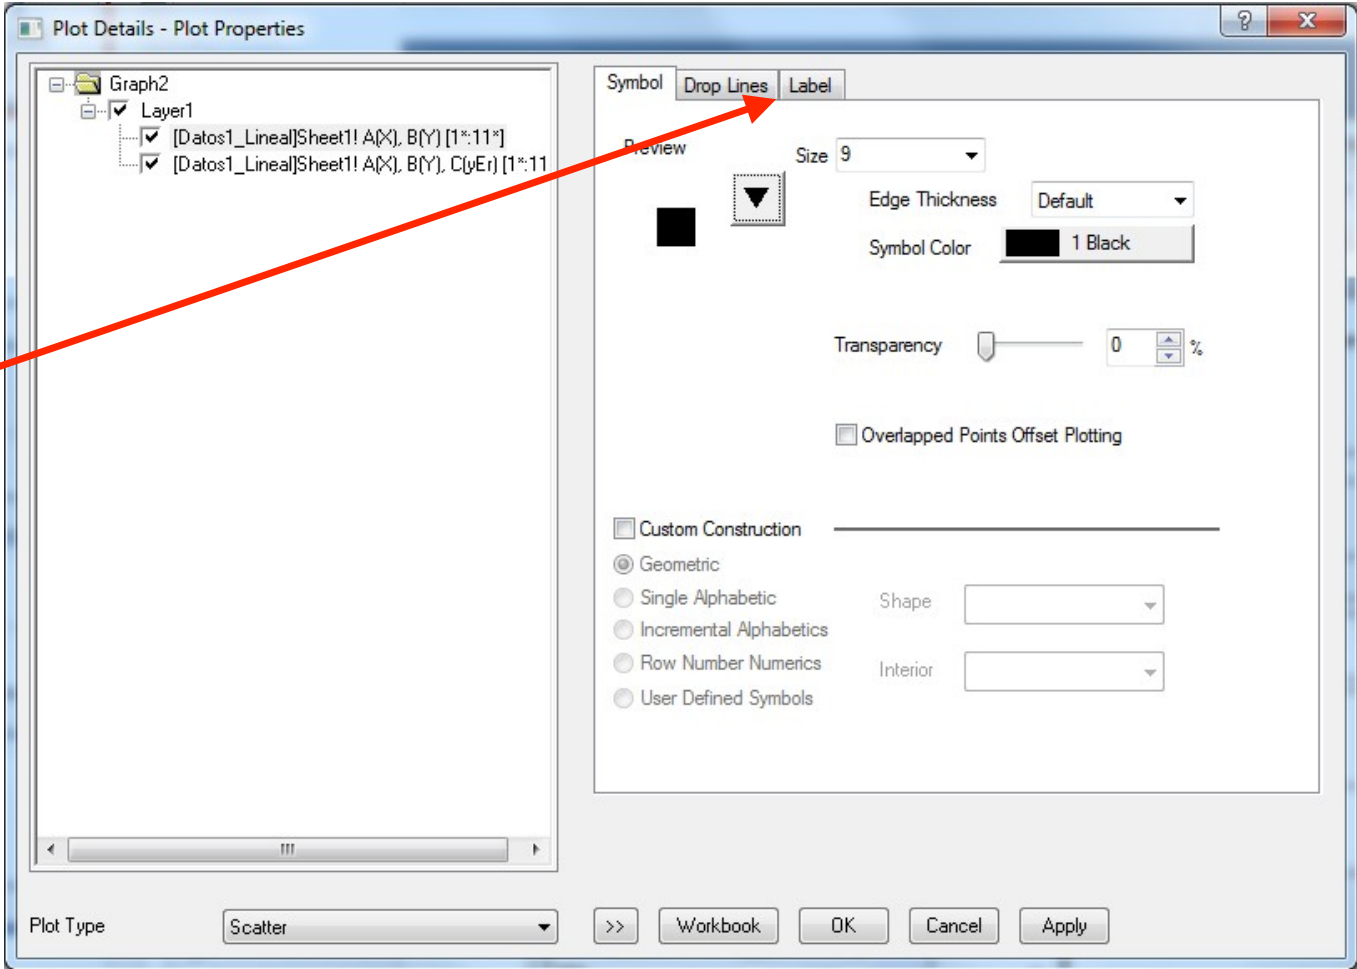 Plot Details - Plot Properties
Graph2
Layer1
[Datos1_Lineal]Sheet1! A(X), B(Y) [1*:11*]
[Datos1_Lineal]Sheet1! A(X), B(Y), C(yEr) [1*:11
Symbol Drop Lines Label
Preview
Size 9
Edge Thickness Default
Symbol Color 1 Black
Transparency 0 %
Overlapped Points Offset Plotting
Custom Construction
Geometric
Single Alphabetic
Shape
Incremental Alphabetics
Row Number Numerics
Interior
User Defined Symbols
Plot Type Scatter >> Workbook OK Cancel Apply